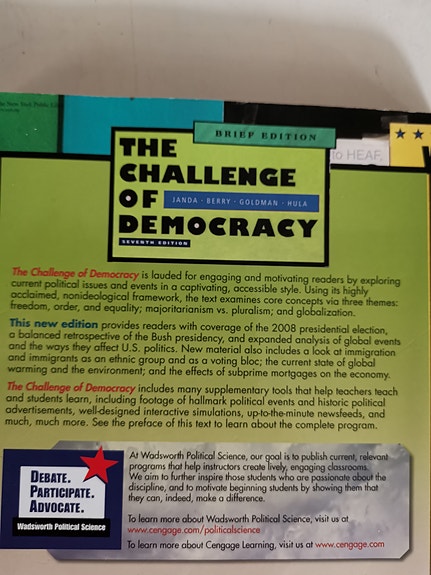 BRIEF EDITION
THE
CHALLENGE
OF
JANDA · BERRY · GOLDMAN · HULA
DEMOCRACY
SEVENTH EDITION
to HEAF,
The Challenge of Democracy is lauded for engaging and motivating readers by exploring
current political issues and events in a captivating, accessible style. Using its highly
acclaimed, nonideological framework, the text examines core concepts via three themes:
freedom, order, and equality; majoritarianism vs. pluralism; and globalization.
This new edition provides readers with coverage of the 2008 presidential election,
a balanced retrospective of the Bush presidency, and expanded analysis of global events
and the ways they affect U.S. politics. New material also includes a look at immigration
and immigrants as an ethnic group and as a voting bloc; the current state of global
warming and the environment; and the effects of subprime mortgages on the economy.
The Challenge of Democracy includes many supplementary tools that help teachers teach
and students learn, including footage of hallmark political events and historic political
advertisements, well-designed interactive simulations, up-to-the-minute newsfeeds, and
much, much more. See the preface of this text to learn about the complete program.
DEBATE.
PARTICIPATE.
ADVOCATE.
Wadsworth Political Science
At Wadsworth Political Science, our goal is to publish current, relevant
programs that help instructors create lively, engaging classrooms.
We aim to further inspire those students who are passionate about the
discipline, and to motivate beginning students by showing them that
they can, indeed, make a difference.
To learn more about Wadsworth Political Science, visit us at
www.cengage.com/politicalscience
To learn more about Cengage Learning, visit us at www.cengage.com